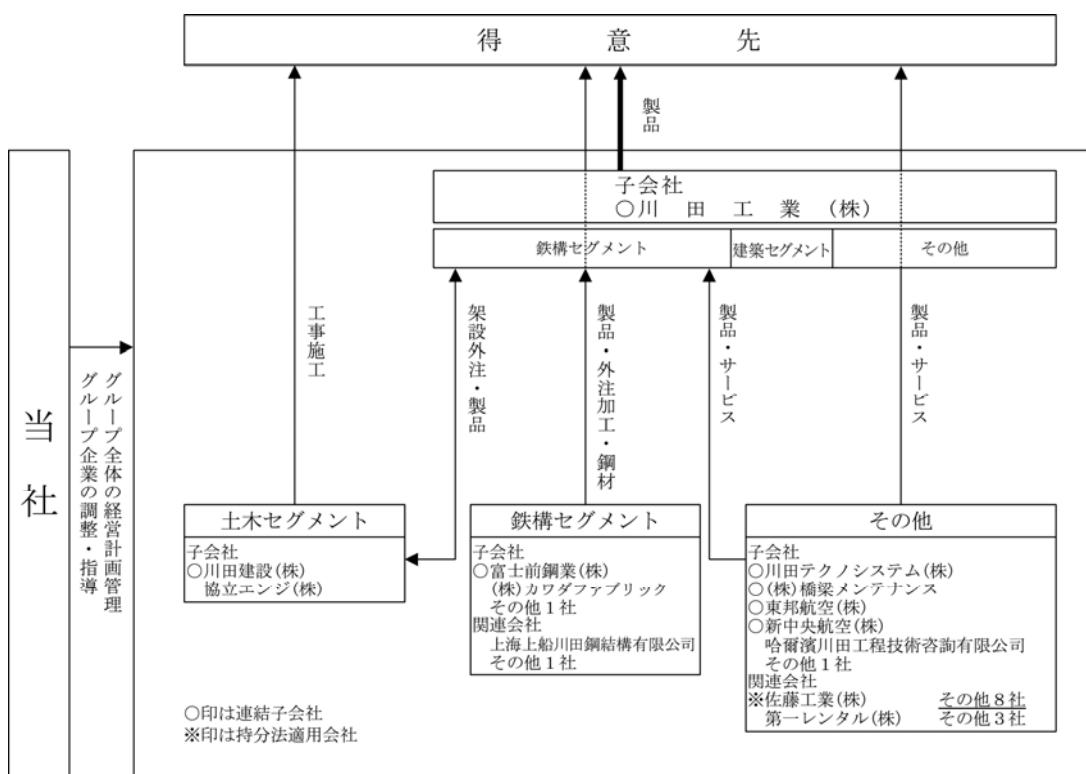 得意先
製品
子会社
○川田工業(株)
鉄構セグメント
建築セグメント
その他
工事施工
架設外注・製品
製品・外注加工・鋼材
製品・サービス
製品・サービス
当社
グループ全体の経営計画管理
グループ企業の調整・指導
土木セグメント
子会社
○川田建設(株)
協立エンジ(株)
鉄構セグメント
子会社
○富士前鋼業(株)
(株)カワダファブリック
その他1社
関連会社
上海上船川田鋼結構有限公司
その他1社
その他
子会社
○川田テクノシステム(株)
○(株)橋梁メンテナンス
○東邦航空(株)
○新中央航空(株)
哈爾濱川田工程技術咨詢有限公司
その他1社
関連会社
※佐藤工業(株) その他8社
第一レンタル(株) その他3社
○印は連結子会社
※印は持分法適用会社